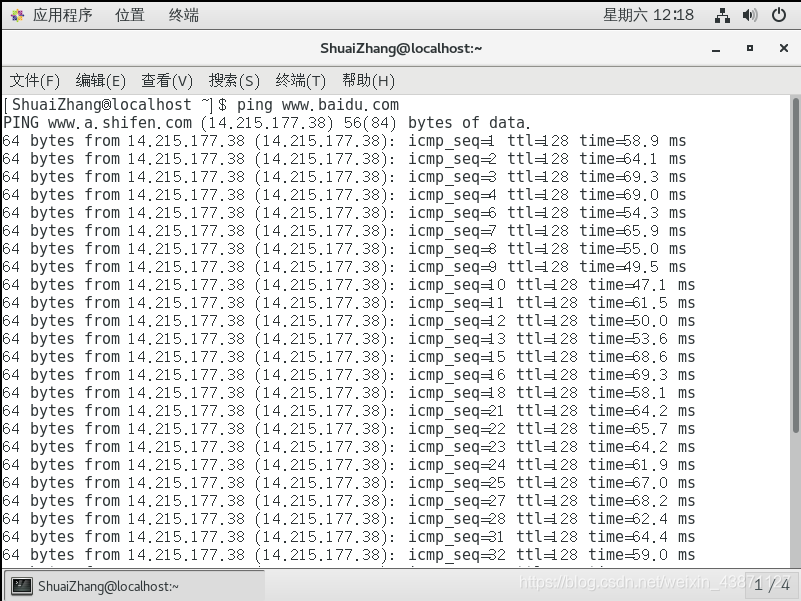 应用程序 位置 终端 星期六 12:18
ShuaiZhang@localhost:~
文件(F) 编辑(E) 查看(V) 搜索(S) 终端(T) 帮助(H)
[ShuaiZhang@localhost ~]$ ping www.baidu.com
PING www.a.shifen.com (14.215.177.38) 56(84) bytes of data.
64 bytes from 14.215.177.38 (14.215.177.38): icmp_seq=1 ttl=128 time=58.9 ms
64 bytes from 14.215.177.38 (14.215.177.38): icmp_seq=2 ttl=128 time=64.1 ms
64 bytes from 14.215.177.38 (14.215.177.38): icmp_seq=3 ttl=128 time=69.3 ms
64 bytes from 14.215.177.38 (14.215.177.38): icmp_seq=4 ttl=128 time=69.0 ms
64 bytes from 14.215.177.38 (14.215.177.38): icmp_seq=6 ttl=128 time=54.3 ms
64 bytes from 14.215.177.38 (14.215.177.38): icmp_seq=7 ttl=128 time=65.9 ms
64 bytes from 14.215.177.38 (14.215.177.38): icmp_seq=8 ttl=128 time=55.0 ms
64 bytes from 14.215.177.38 (14.215.177.38): icmp_seq=9 ttl=128 time=49.5 ms
64 bytes from 14.215.177.38 (14.215.177.38): icmp_seq=10 ttl=128 time=47.1 ms
64 bytes from 14.215.177.38 (14.215.177.38): icmp_seq=11 ttl=128 time=61.5 ms
64 bytes from 14.215.177.38 (14.215.177.38): icmp_seq=12 ttl=128 time=50.0 ms
64 bytes from 14.215.177.38 (14.215.177.38): icmp_seq=13 ttl=128 time=53.6 ms
64 bytes from 14.215.177.38 (14.215.177.38): icmp_seq=15 ttl=128 time=68.6 ms
64 bytes from 14.215.177.38 (14.215.177.38): icmp_seq=16 ttl=128 time=69.3 ms
64 bytes from 14.215.177.38 (14.215.177.38): icmp_seq=18 ttl=128 time=58.1 ms
64 bytes from 14.215.177.38 (14.215.177.38): icmp_seq=21 ttl=128 time=64.2 ms
64 bytes from 14.215.177.38 (14.215.177.38): icmp_seq=22 ttl=128 time=65.7 ms
64 bytes from 14.215.177.38 (14.215.177.38): icmp_seq=23 ttl=128 time=64.2 ms
64 bytes from 14.215.177.38 (14.215.177.38): icmp_seq=24 ttl=128 time=61.9 ms
64 bytes from 14.215.177.38 (14.215.177.38): icmp_seq=25 ttl=128 time=67.0 ms
64 bytes from 14.215.177.38 (14.215.177.38): icmp_seq=27 ttl=128 time=68.2 ms
64 bytes from 14.215.177.38 (14.215.177.38): icmp_seq=28 ttl=128 time=62.4 ms
64 bytes from 14.215.177.38 (14.215.177.38): icmp_seq=31 ttl=128 time=64.4 ms
64 bytes from 14.215.177.38 (14.215.177.38): icmp_seq=32 ttl=128 time=59.0 ms
ShuaiZhang@localhost:~ 1 / 4